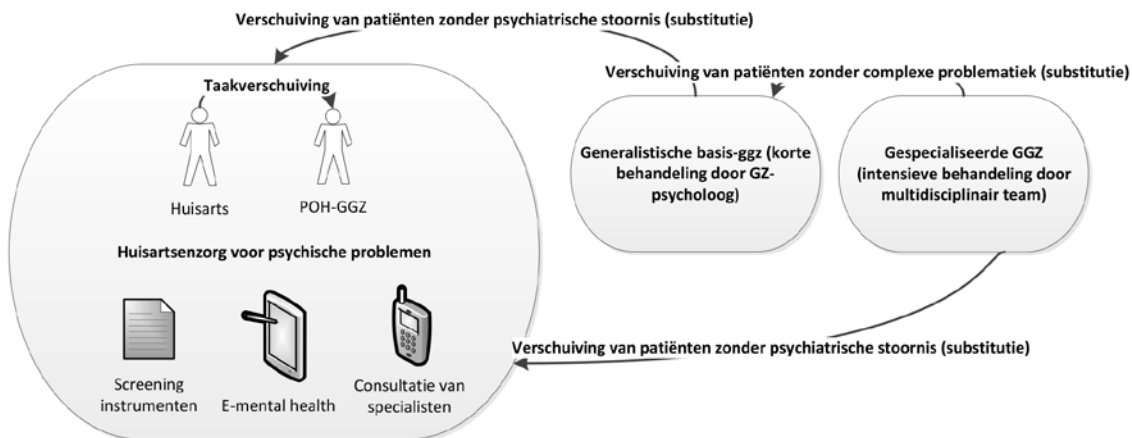 Verschuiving van patiënten zonder psychiatrische stoornis (substitutie)
Verschuiving van patiënten zonder complexe problematiek (substitutie)
Taakverschuiving
Huisarts
POH-GGZ
Generalistische basis-ggz (korte
behandeling door GZ-
psycholoog)
Gespecialiseerde GGZ
(intensieve behandeling door
multidisciplinair team)
Huisartsenzorg voor psychische problemen
Screening
instrumenten
E-mental health
Consultatie van
specialisten
Verschuiving van patiënten zonder psychiatrische stoornis (substitutie)